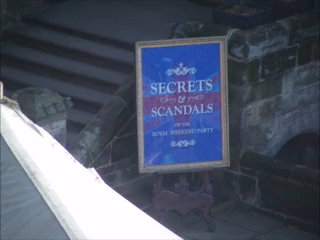 SECRETS
&
SCANDALS
OF THE
ROYAL WEEKEND PARTY